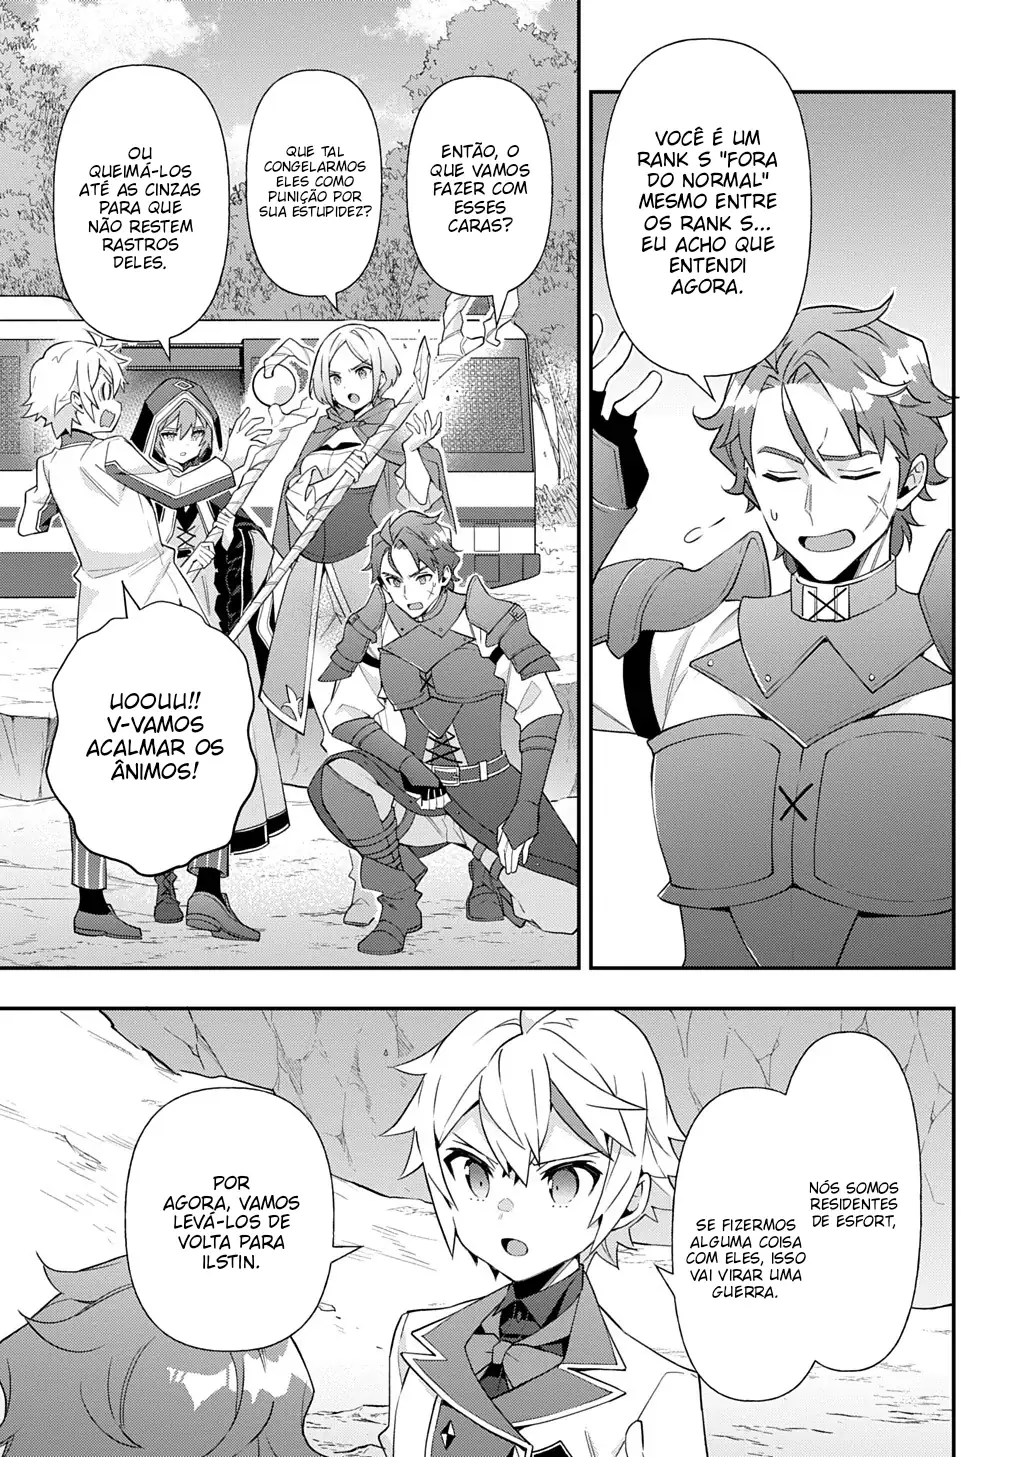 VOCÊ É UM
RANK S "FORA
DO NORMAL"
MESMO ENTRE
OS RANK S...
EU ACHO QUE
ENTENDI
AGORA.
ENTÃO, O
QUE VAMOS
FAZER COM
ESSES
CARAS?
QUE TAL
CONGELARMOS
ELES COMO
PUNIÇÃO POR
SUA ESTUPIDEZ?
OU
QUEIMÁ-LOS
ATÉ AS CINZAS
PARA QUE
NÃO RESTEM
RASTROS
DELES.
UOOUU!!
V-VAMOS
ACALMAR OS
ÂNIMOS!
NÓS SOMOS
RESIDENTES
DE ESFORT,
SE FIZERMOS
ALGUMA COISA
COM ELES, ISSO
VAI VIRAR UMA
GUERRA.
POR
AGORA, VAMOS
LEVÁ-LOS DE
VOLTA PARA
ILSTIN.